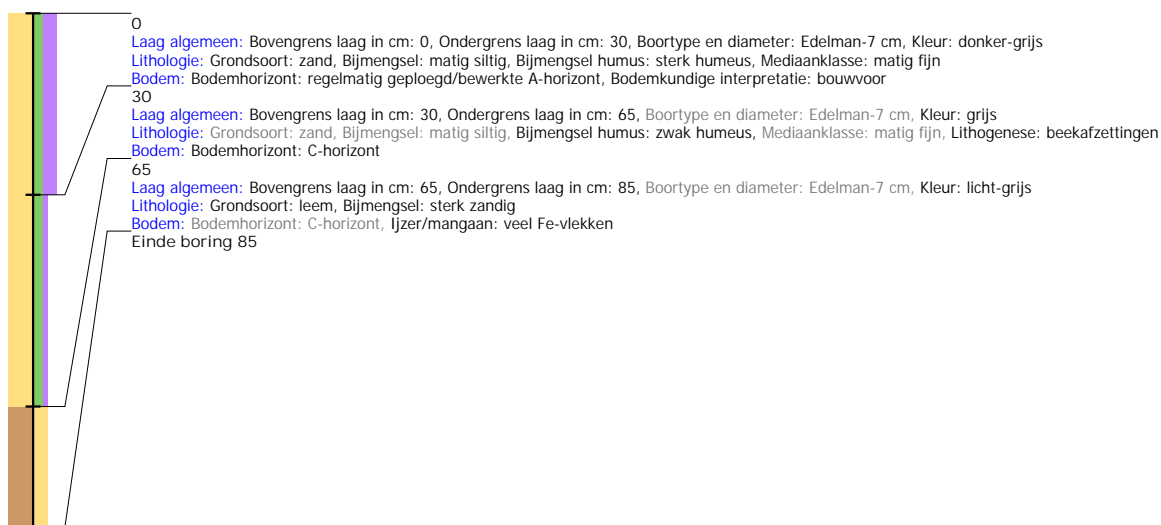 0
Laag algemeen: Bovengrens laag in cm: 0, Ondergrens laag in cm: 30, Boortype en diameter: Edelman-7 cm, Kleur: donker-grijs
Lithologie: Grondsoort: zand, Bijmengsel: matig siltig, Bijmengsel humus: sterk humeus, Mediaanklasse: matig fijn
Bodem: Bodemhorizont: regelmatig geploegd/bewerkte A-horizont, Bodemkundige interpretatie: bouwvoor
30
Laag algemeen: Bovengrens laag in cm: 30, Ondergrens laag in cm: 65, Boortype en diameter: Edelman-7 cm, Kleur: grijs
Lithologie: Grondsoort: zand, Bijmengsel: matig siltig, Bijmengsel humus: zwak humeus, Mediaanklasse: matig fijn, Lithogenese: beekafzettingen
Bodem: Bodemhorizont: C-horizont
65
Laag algemeen: Bovengrens laag in cm: 65, Ondergrens laag in cm: 85, Boortype en diameter: Edelman-7 cm, Kleur: licht-grijs
Lithologie: Grondsoort: leem, Bijmengsel: sterk zandig
Bodem: Bodemhorizont: C-horizont, Ijzer/mangaan: veel Fe-vlekken
Einde boring 85